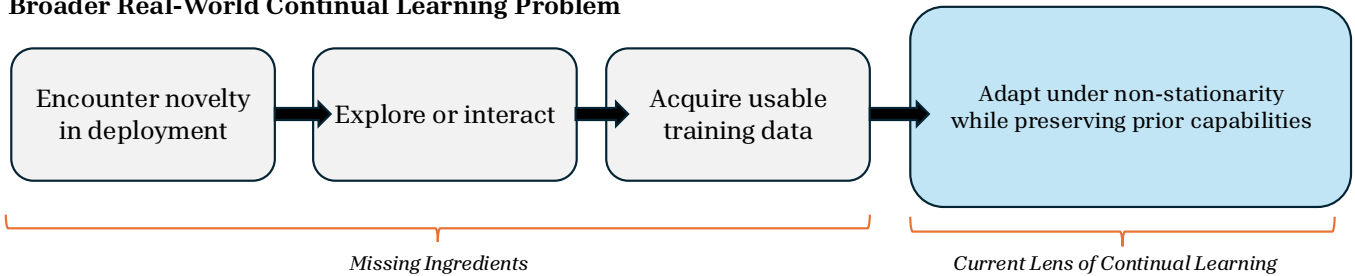 Broader Real-World Continual Learning Problem
Encounter novelty
in deployment
Explore or interact
Acquire usable
training data
Adapt under non-stationarity
while preserving prior capabilities
Missing Ingredients
Current Lens of Continual Learning